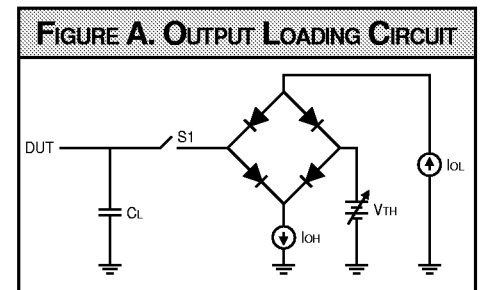 FIGURE A. OUTPUT LOADING CIRCUIT
DUT
S1
IOL
CL
VTH
IOH